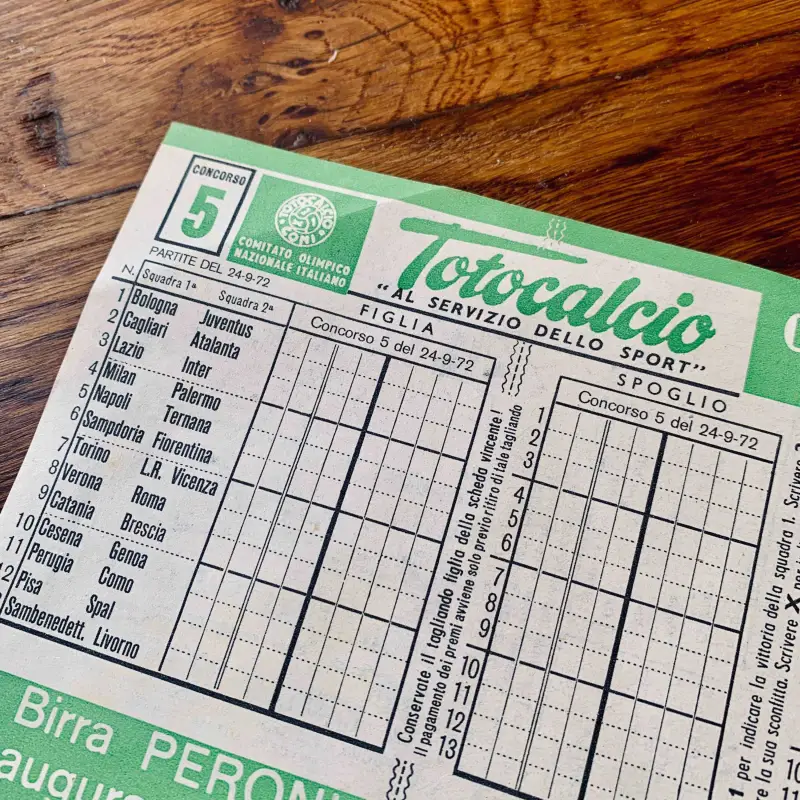 CONCORSO
5
TOTOCALCIO
CONI
COMITATO OLIMPICO
NAZIONALE ITALIANO
Totocalcio
"AL SERVIZIO DELLO SPORT"
PARTITE DEL 24-9-72
N. Squadra 1ª Squadra 2ª
1 Bologna Juventus
2 Cagliari Atalanta
3 Lazio Inter
4 Milan Palermo
5 Napoli Ternana
6 Sampdoria Fiorentina
7 Torino L.R. Vicenza
8 Verona Roma
9 Catania Brescia
10 Cesena Genoa
11 Perugia Como
12 Pisa Spal
Sambenedett. Livorno
FIGLIA
Concorso 5 del 24-9-72
Conservate il tagliando figlia della scheda vincente!
Il pagamento dei premi avviene solo previo ritiro di tale tagliando
SPOGLIO
Concorso 5 del 24-9-72
1
2
3
4
5
6
7
8
9
10
11
12
13
1 per indicare la vittoria della squadra 1. Scrivere 2
re la sua sconfitta. Scrivere X per
10
11
Birra PERONI
augura